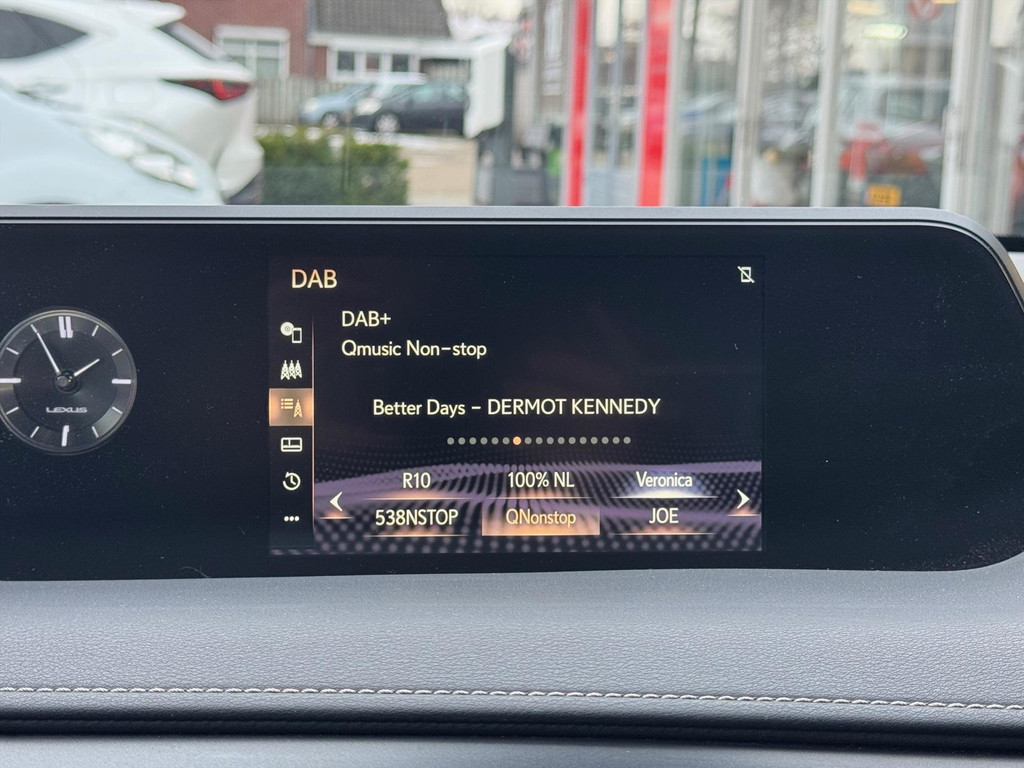 DAB
DAB+
Qmusic Non-stop
Better Days - DERMOT KENNEDY
R10
100% NL
Veronica
538NSTOP
QNonstop
JOE
LEXUS